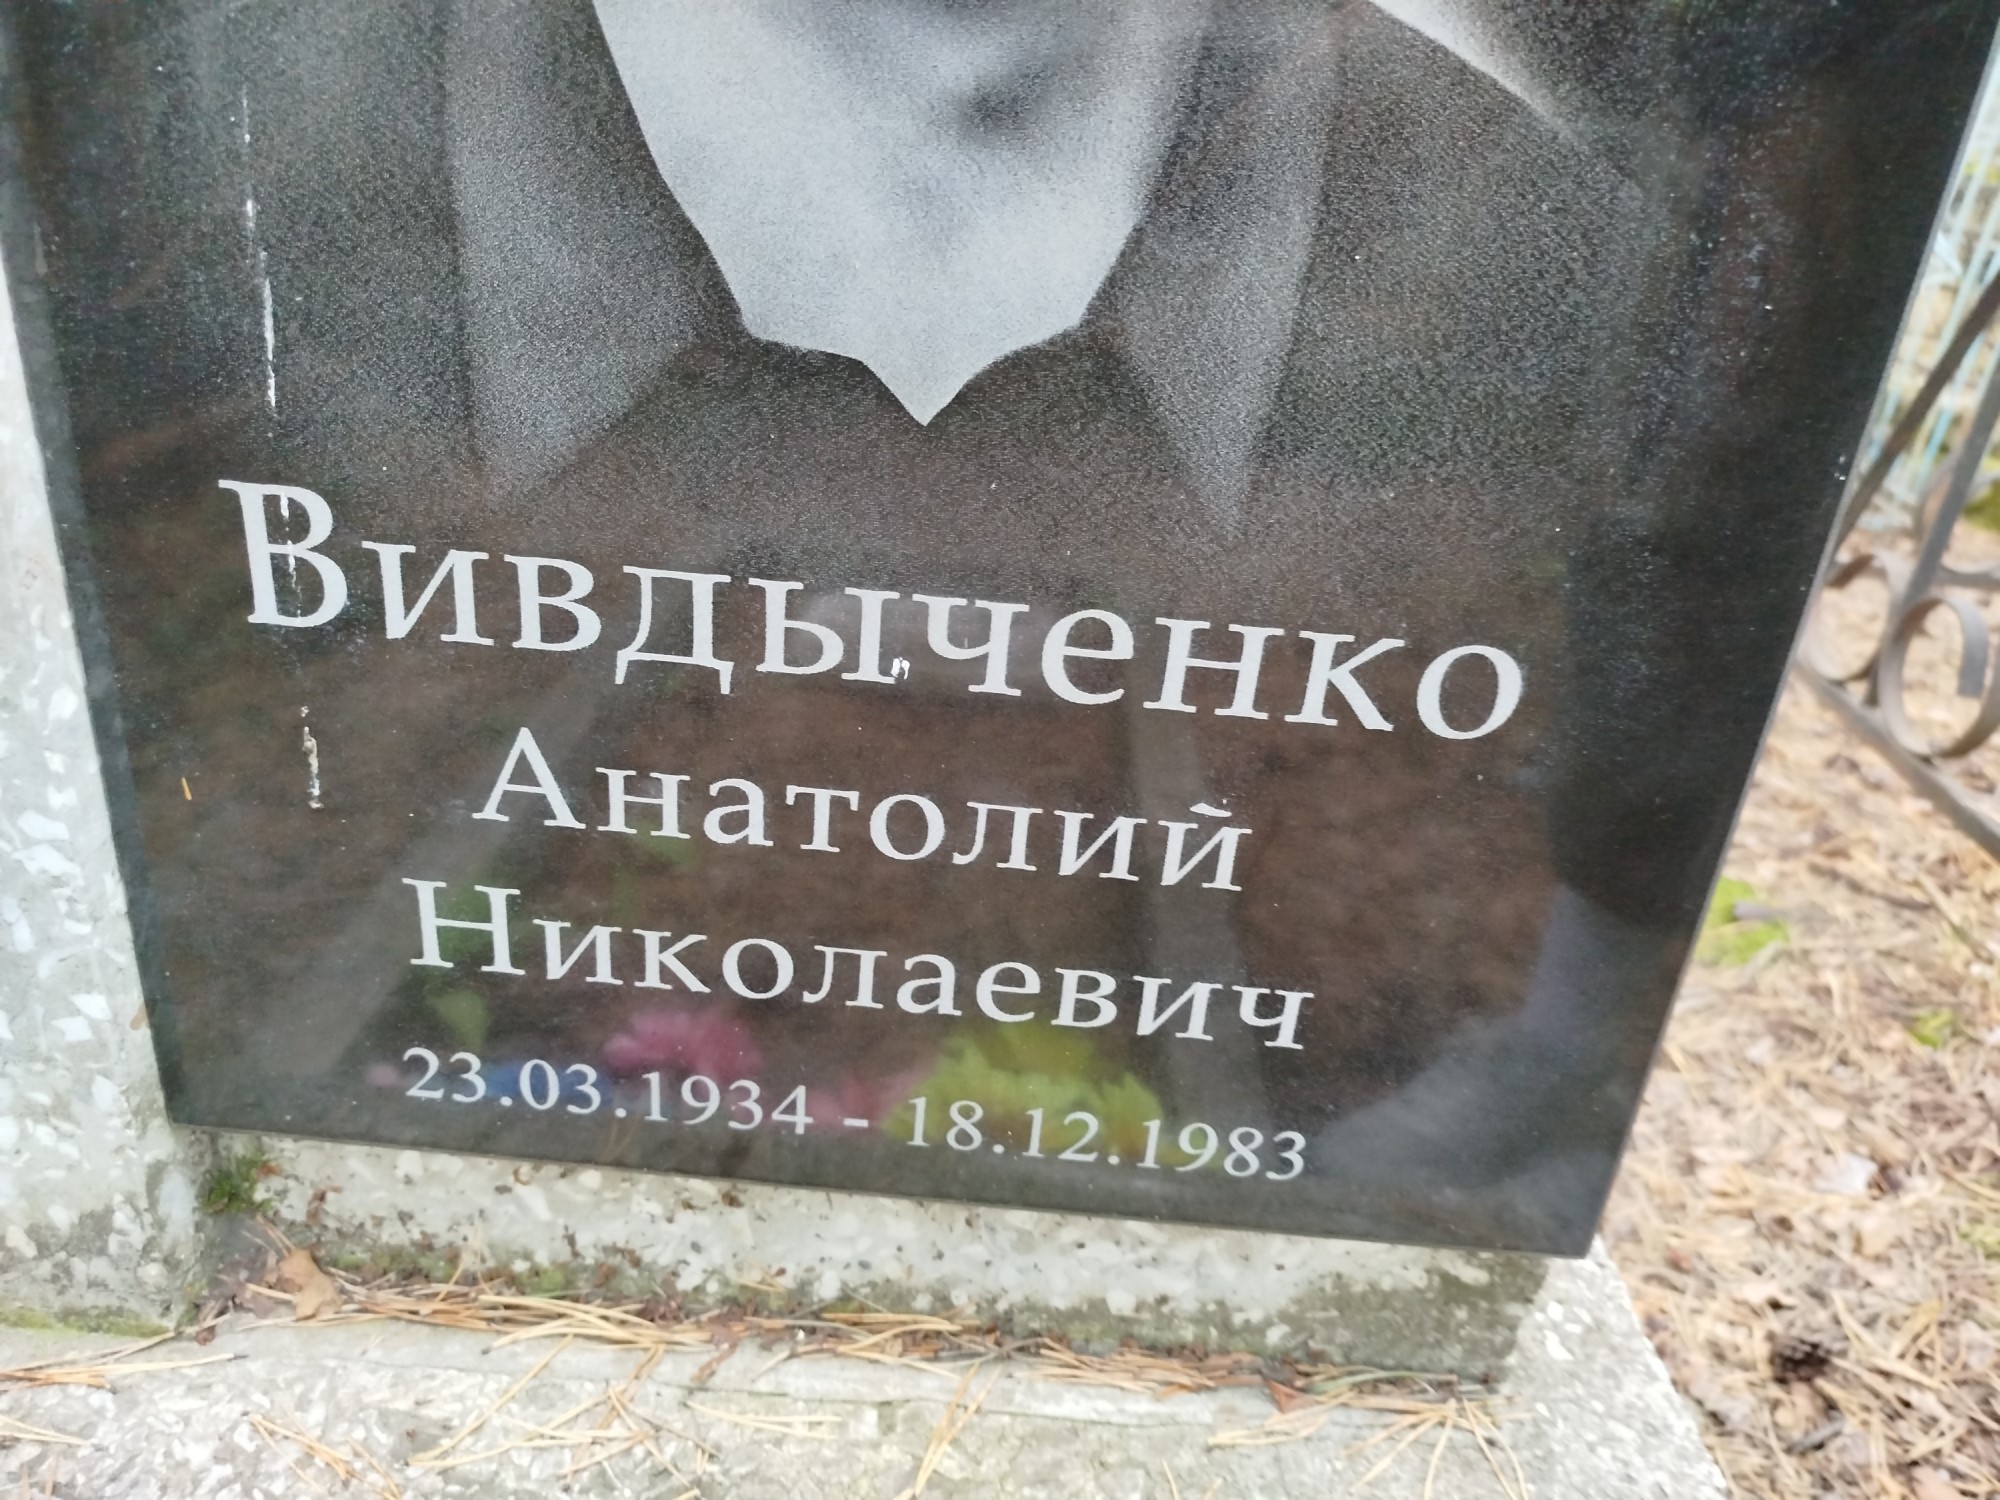 Вивдыченко
Анатолий
Николаевич
23.03.1934 - 18.12.1983